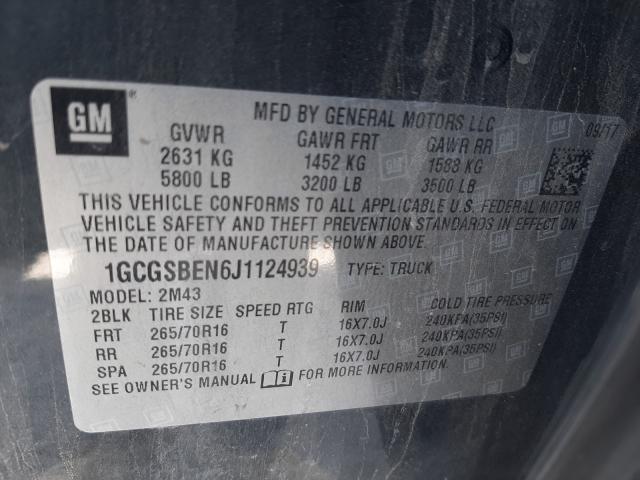 GM ®
MFD BY GENERAL MOTORS LLC
09/17
GVWR GAWR FRT GAWR RR
2631 KG 1452 KG 1588 KG
5800 LB 3200 LB 3500 LB
THIS VEHICLE CONFORMS TO ALL APPLICABLE U.S. FEDERAL MOTOR
VEHICLE SAFETY AND THEFT PREVENTION STANDARDS IN EFFECT ON
THE DATE OF MANUFACTURE SHOWN ABOVE.
1GCGSBEN6J1124939 TYPE: TRUCK
MODEL: 2M43
2BLK TIRE SIZE SPEED RTG RIM COLD TIRE PRESSURE
FRT 265/70R16 T 16X7.0J 240KPA(35PSI)
RR 265/70R16 T 16X7.0J 240KPA(35PSI)
SPA 265/70R16 T 16X7.0J 240KPA(35PSI)
SEE OWNER'S MANUAL FOR MORE INFORMATION.